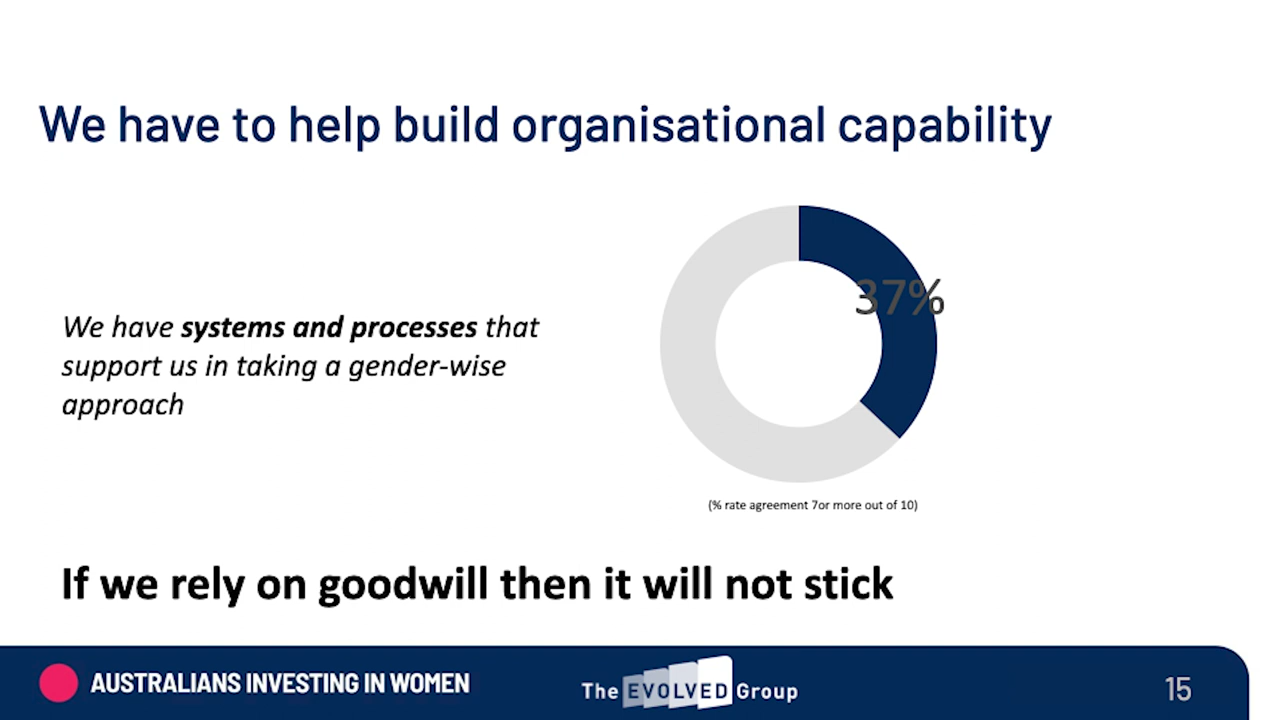 We have to help build organisational capability
We have systems and processes that
support us in taking a gender-wise
approach
37%
(% rate agreement 7or more out of 10)
If we rely on goodwill then it will not stick
AUSTRALIANS INVESTING IN WOMEN
The EVOLVED Group
15